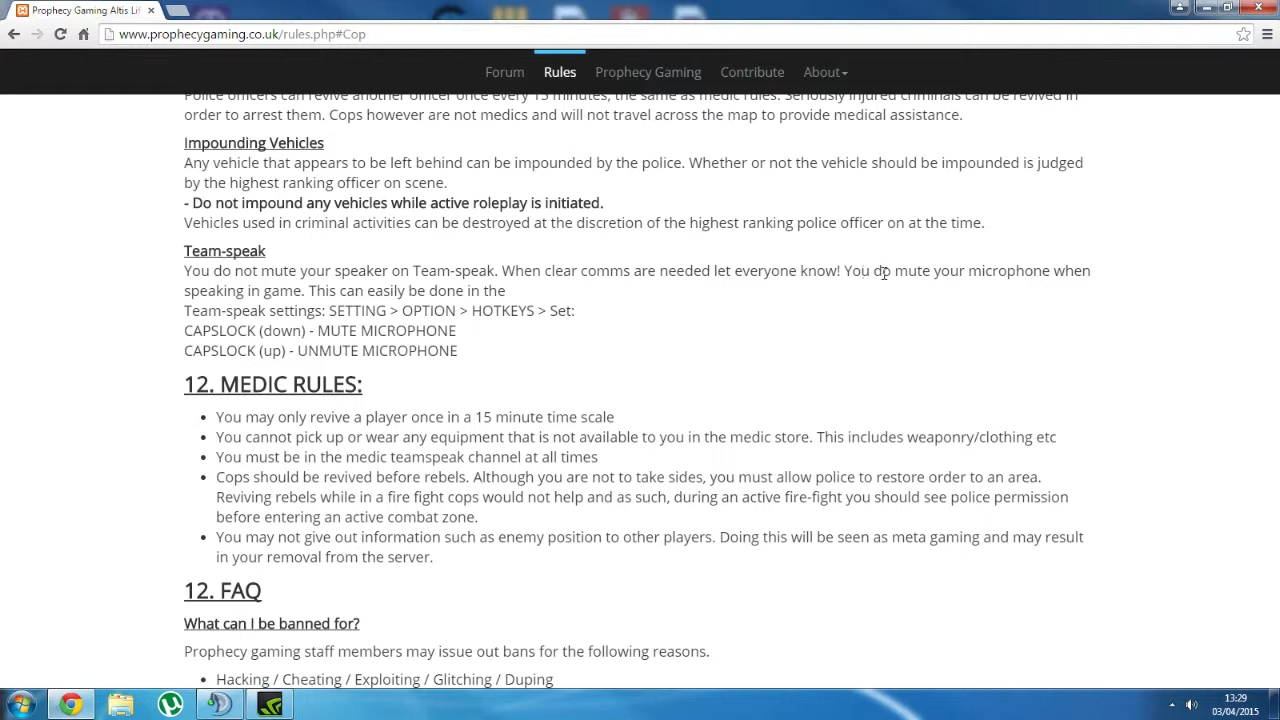 Prophecy Gaming Altis Li
www.prophecygaming.co.uk/rules.php#Cop
Forum Rules Prophecy Gaming Contribute About
Police officers can revive another officer once every 15 minutes, the same as medic rules. Seriously injured criminals can be revived in
order to arrest them. Cops however are not medics and will not travel across the map to provide medical assistance.
Impounding Vehicles
Any vehicle that appears to be left behind can be impounded by the police. Whether or not the vehicle should be impounded is judged
by the highest ranking officer on scene.
- Do not impound any vehicles while active roleplay is initiated.
Vehicles used in criminal activities can be destroyed at the discretion of the highest ranking police officer on at the time.
Team-speak
You do not mute your speaker on Team-speak. When clear comms are needed let everyone know! You do mute your microphone when
speaking in game. This can easily be done in the
Team-speak settings: SETTING > OPTION > HOTKEYS > Set:
CAPSLOCK (down) - MUTE MICROPHONE
CAPSLOCK (up) - UNMUTE MICROPHONE
12. MEDIC RULES:
• You may only revive a player once in a 15 minute time scale
• You cannot pick up or wear any equipment that is not available to you in the medic store. This includes weaponry/clothing etc
• You must be in the medic teamspeak channel at all times
• Cops should be revived before rebels. Although you are not to take sides, you must allow police to restore order to an area.
Reviving rebels while in a fire fight cops would not help and as such, during an active fire-fight you should see police permission
before entering an active combat zone.
• You may not give out information such as enemy position to other players. Doing this will be seen as meta gaming and may result
in your removal from the server.
12. FAQ
What can I be banned for?
Prophecy gaming staff members may issue out bans for the following reasons.
• Hacking / Cheating / Exploiting / Glitching / Duping
13:29
03/04/2015